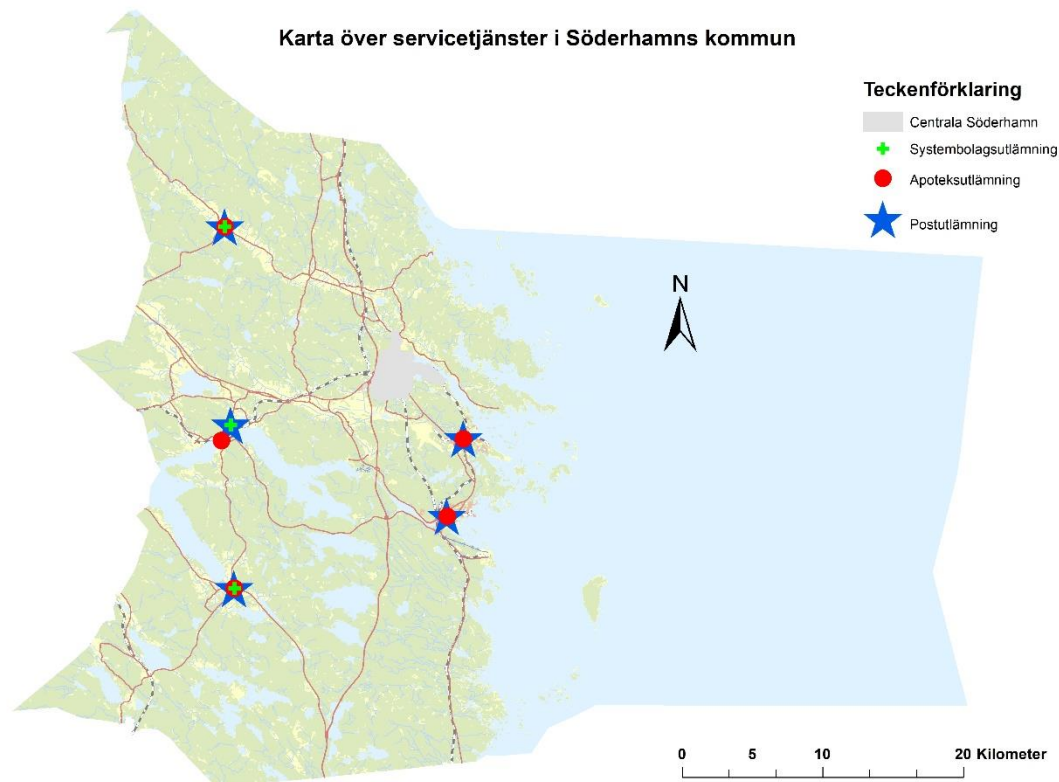 Karta över servicetjänster i Söderhamns kommun
Teckenförklaring
Centrala Söderhamn
Systembolagsutlämning
Apoteksutlämning
Postutlämning
N
0 5 10 20 Kilometer